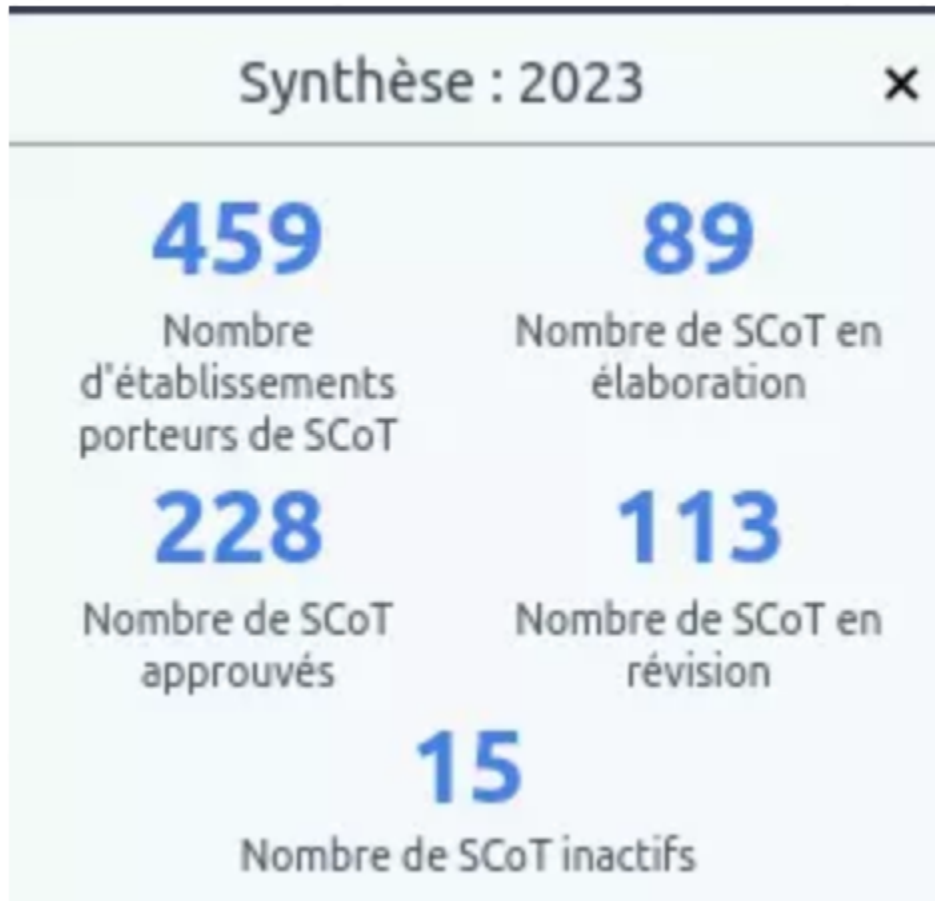 Synthèse : 2023 ×
459
Nombre
d'établissements
porteurs de SCoT
89
Nombre de SCoT en
élaboration
228
Nombre de SCoT
approuvés
113
Nombre de SCoT en
révision
15
Nombre de SCoT inactifs